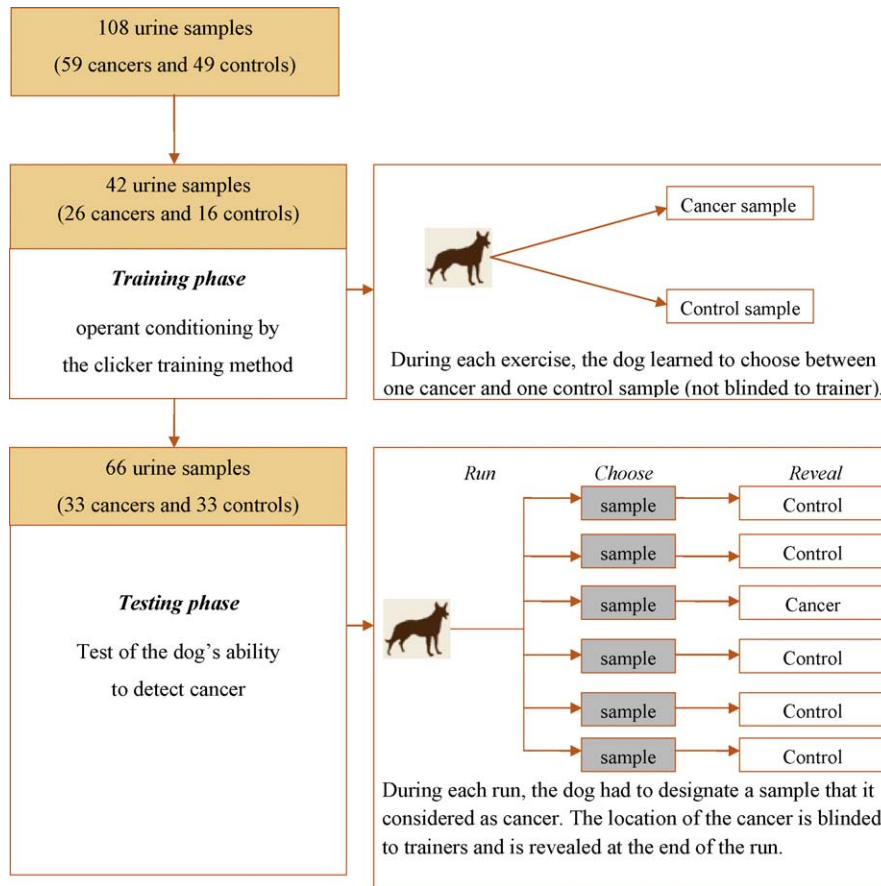 108 urine samples
(59 cancers and 49 controls)
42 urine samples
(26 cancers and 16 controls)
Training phase
operant conditioning by
the clicker training method
Cancer sample
Control sample
During each exercise, the dog learned to choose between
one cancer and one control sample (not blinded to trainer).
66 urine samples
(33 cancers and 33 controls)
Testing phase
Test of the dog's ability
to detect cancer
Run Choose Reveal
sample Control
sample Control
sample Cancer
sample Control
sample Control
sample Control
During each run, the dog had to designate a sample that it
considered as cancer. The location of the cancer is blinded
to trainers and is revealed at the end of the run.